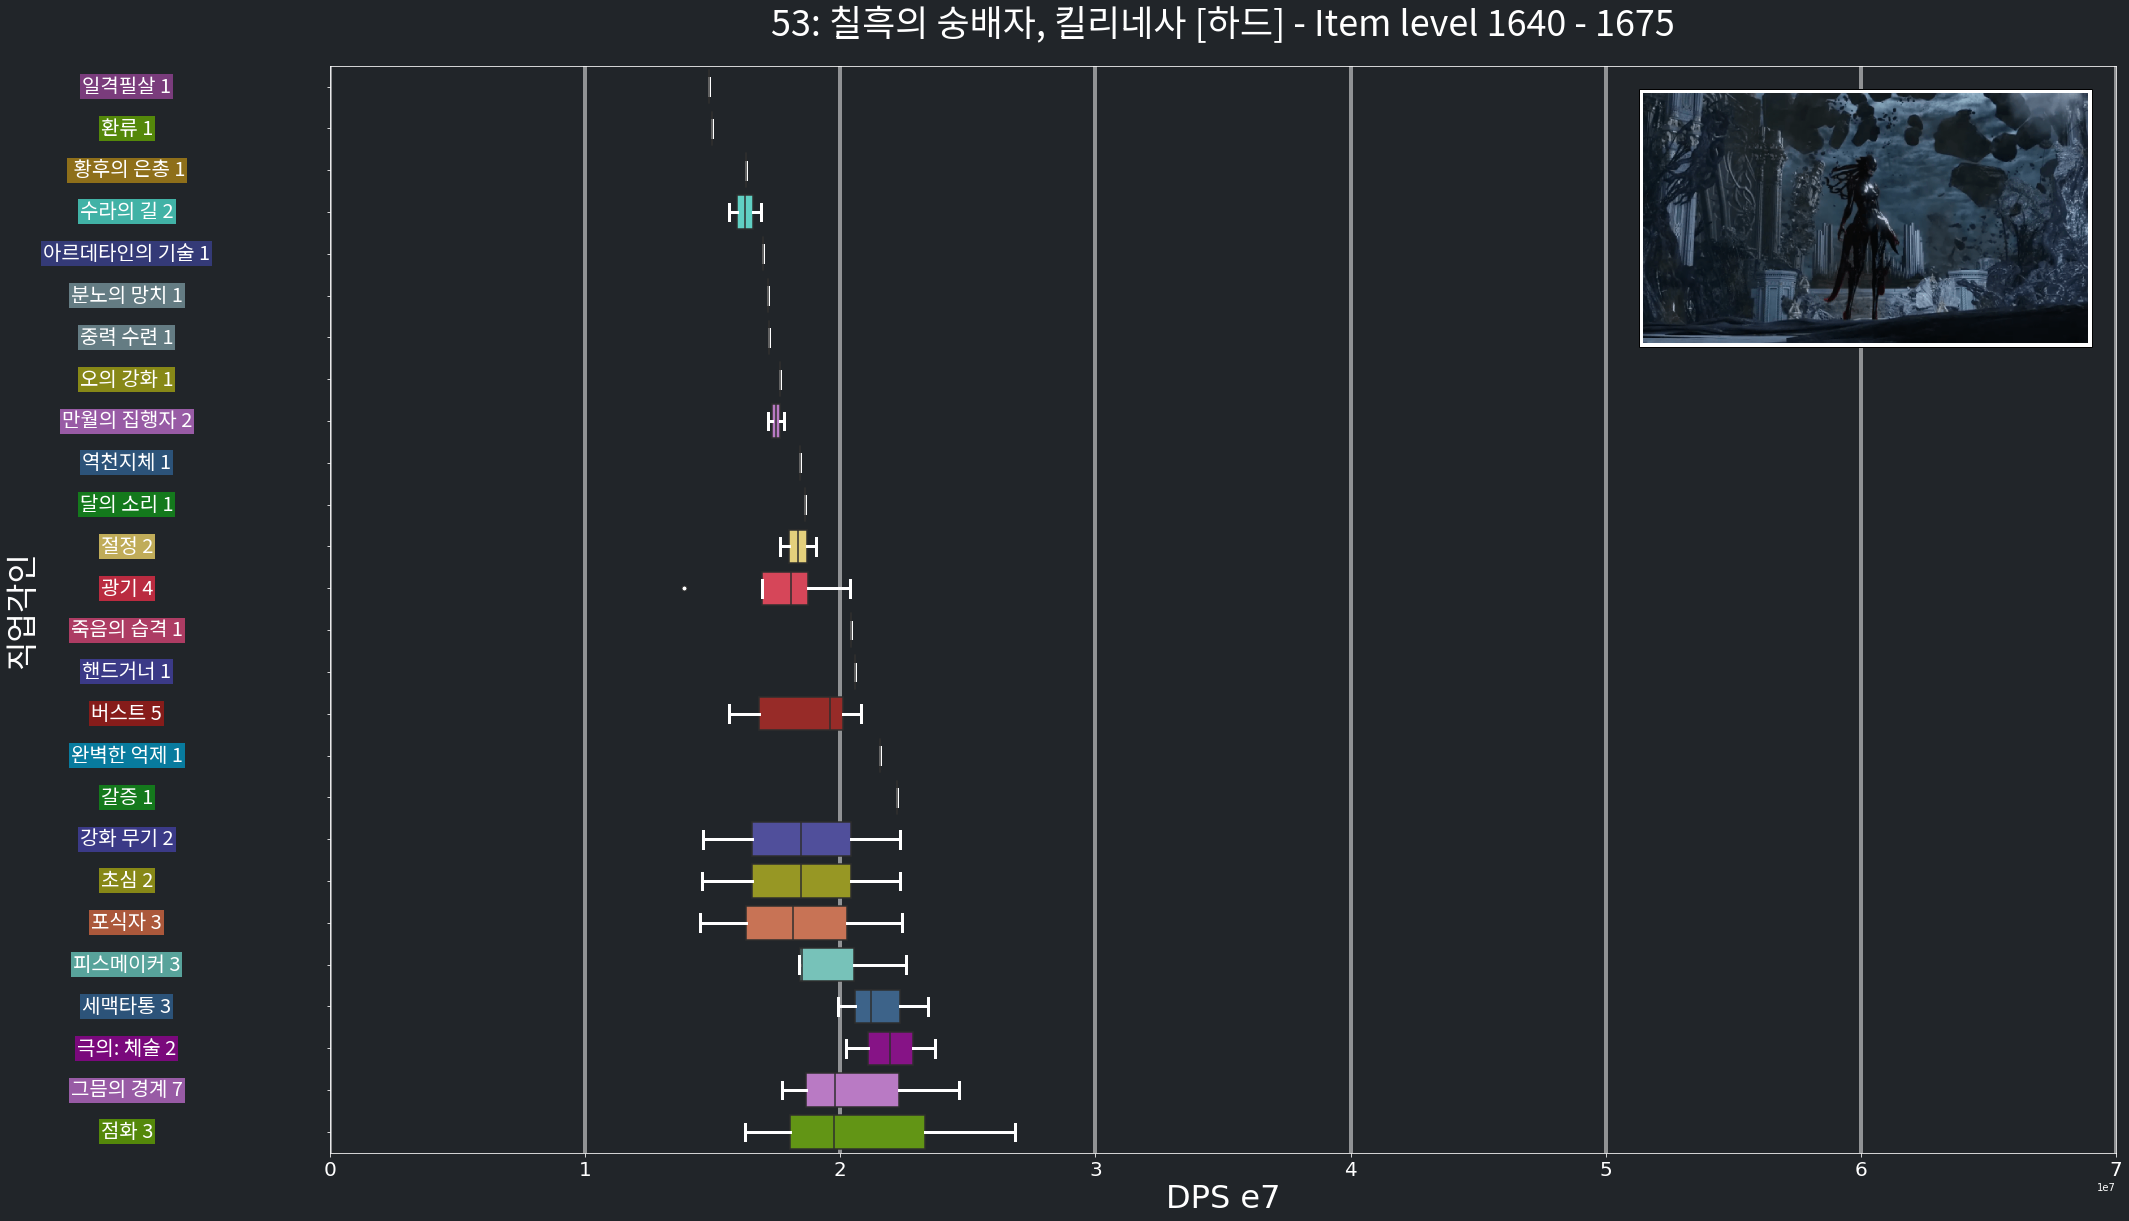 53: 칠흑의 숭배자, 킬리네사 [하드] - Item level 1640 - 1675
일격필살 1
환류 1
황후의 은총 1
수라의 길 2
아르데타인의 기술 1
분노의 망치 1
중력 수련 1
오의 강화 1
만월의 집행자 2
역천지체 1
달의 소리 1
절정 2
광기 4
죽음의 습격 1
핸드거너 1
버스트 5
완벽한 억제 1
갈증 1
강화 무기 2
초심 2
포식자 3
피스메이커 3
세맥타통 3
극의: 체술 2
그믐의 경계 7
점화 3
직업각인
0 1 2 3 4 5 6 7
1e7
DPS e7